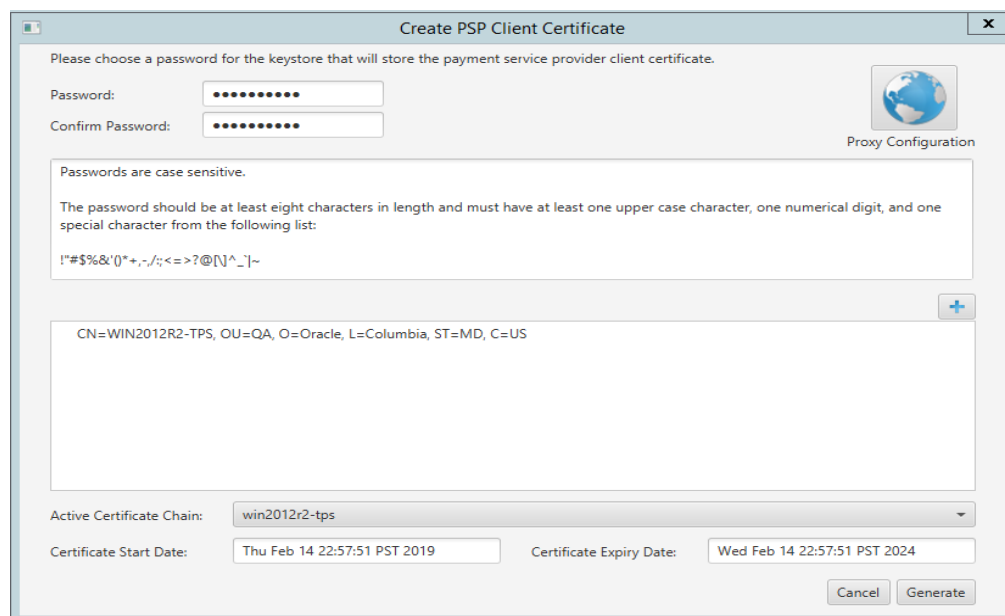 Create PSP Client Certificate
x
Please choose a password for the keystore that will store the payment service provider client certificate.
Password: ●●●●●●●●●●
Confirm Password: ●●●●●●●●●●
Proxy Configuration
Passwords are case sensitive.
The password should be at least eight characters in length and must have at least one upper case character, one numerical digit, and one
special character from the following list:
!"#$%&'()*+,-,/:;<=>?@[\]^_`|~
+
CN=WIN2012R2-TPS, OU=QA, O=Oracle, L=Columbia, ST=MD, C=US
Active Certificate Chain: win2012r2-tps
Certificate Start Date: Thu Feb 14 22:57:51 PST 2019 Certificate Expiry Date: Wed Feb 14 22:57:51 PST 2024
Cancel Generate